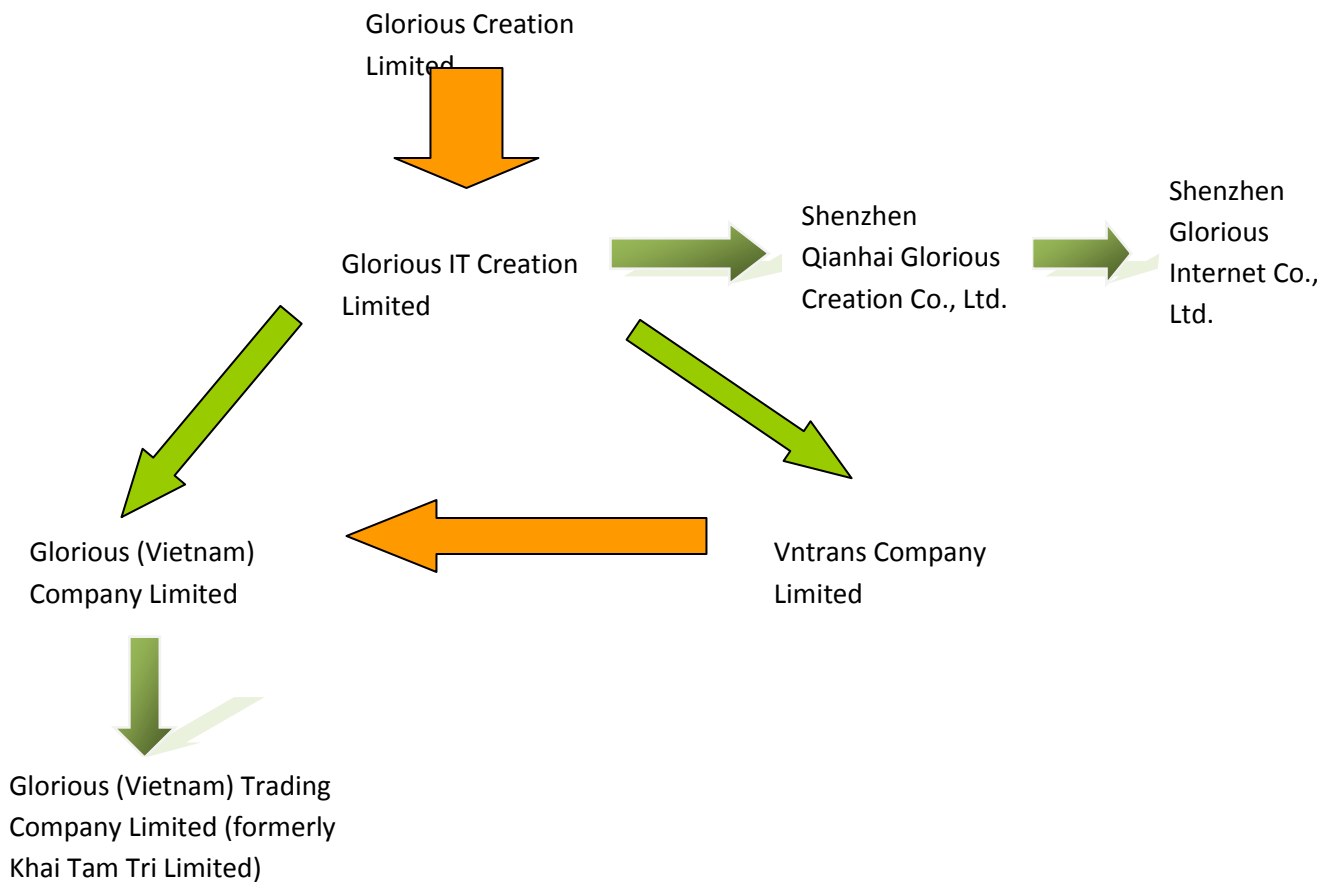 Glorious Creation
Limited
Glorious IT Creation
Limited
Shenzhen
Qianhai Glorious
Creation Co., Ltd.
Shenzhen
Glorious
Internet Co.,
Ltd.
Glorious (Vietnam)
Company Limited
Vntrans Company
Limited
Glorious (Vietnam) Trading
Company Limited (formerly
Khai Tam Tri Limited)